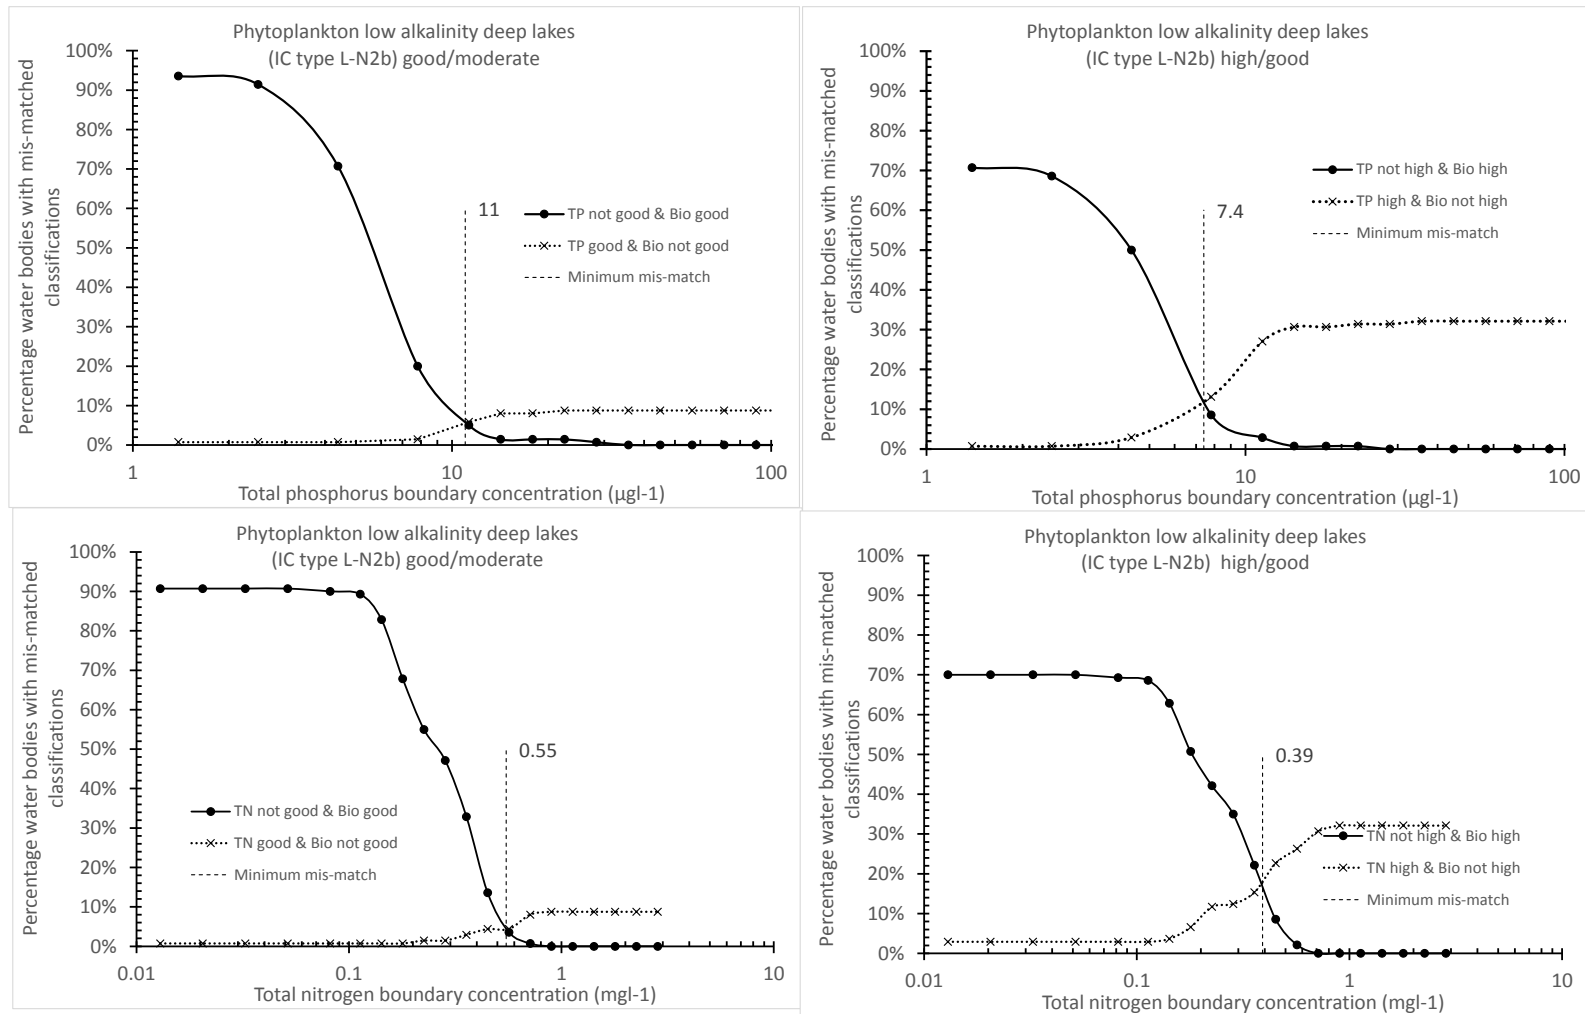 Phytoplankton low alkalinity deep lakes
(IC type L-N2b) good/moderate
Percentage water bodies with mis-matched
classifications
100%
90%
80%
70%
60%
50%
40%
30%
20%
10%
0%
11
TP not good & Bio good
TP good & Bio not good
Minimum mis-match
1
10
100
Total phosphorus boundary concentration (µgl-1)
Phytoplankton low alkalinity deep lakes
(IC type L-N2b) high/good
Percentage water bodies with mis-matched
classifications
100%
90%
80%
70%
60%
50%
40%
30%
20%
10%
0%
7.4
TP not high & Bio high
TP high & Bio not high
Minimum mis-match
1
10
100
Total phosphorus boundary concentration (µgl-1)
Phytoplankton low alkalinity deep lakes
(IC type L-N2b) good/moderate
Percentage water bodies with mis-matched
classifications
100%
90%
80%
70%
60%
50%
40%
30%
20%
10%
0%
0.55
TN not good & Bio good
TN good & Bio not good
Minimum mis-match
0.01
0.1
1
10
Total nitrogen boundary concentration (mgl-1)
Phytoplankton low alkalinity deep lakes
(IC type L-N2b) high/good
Percentage water bodies with mis-matched
classifications
100%
90%
80%
70%
60%
50%
40%
30%
20%
10%
0%
0.39
TN not high & Bio high
TN high & Bio not high
Minimum mis-match
0.01
0.1
1
10
Total nitrogen boundary concentration (mgl-1)